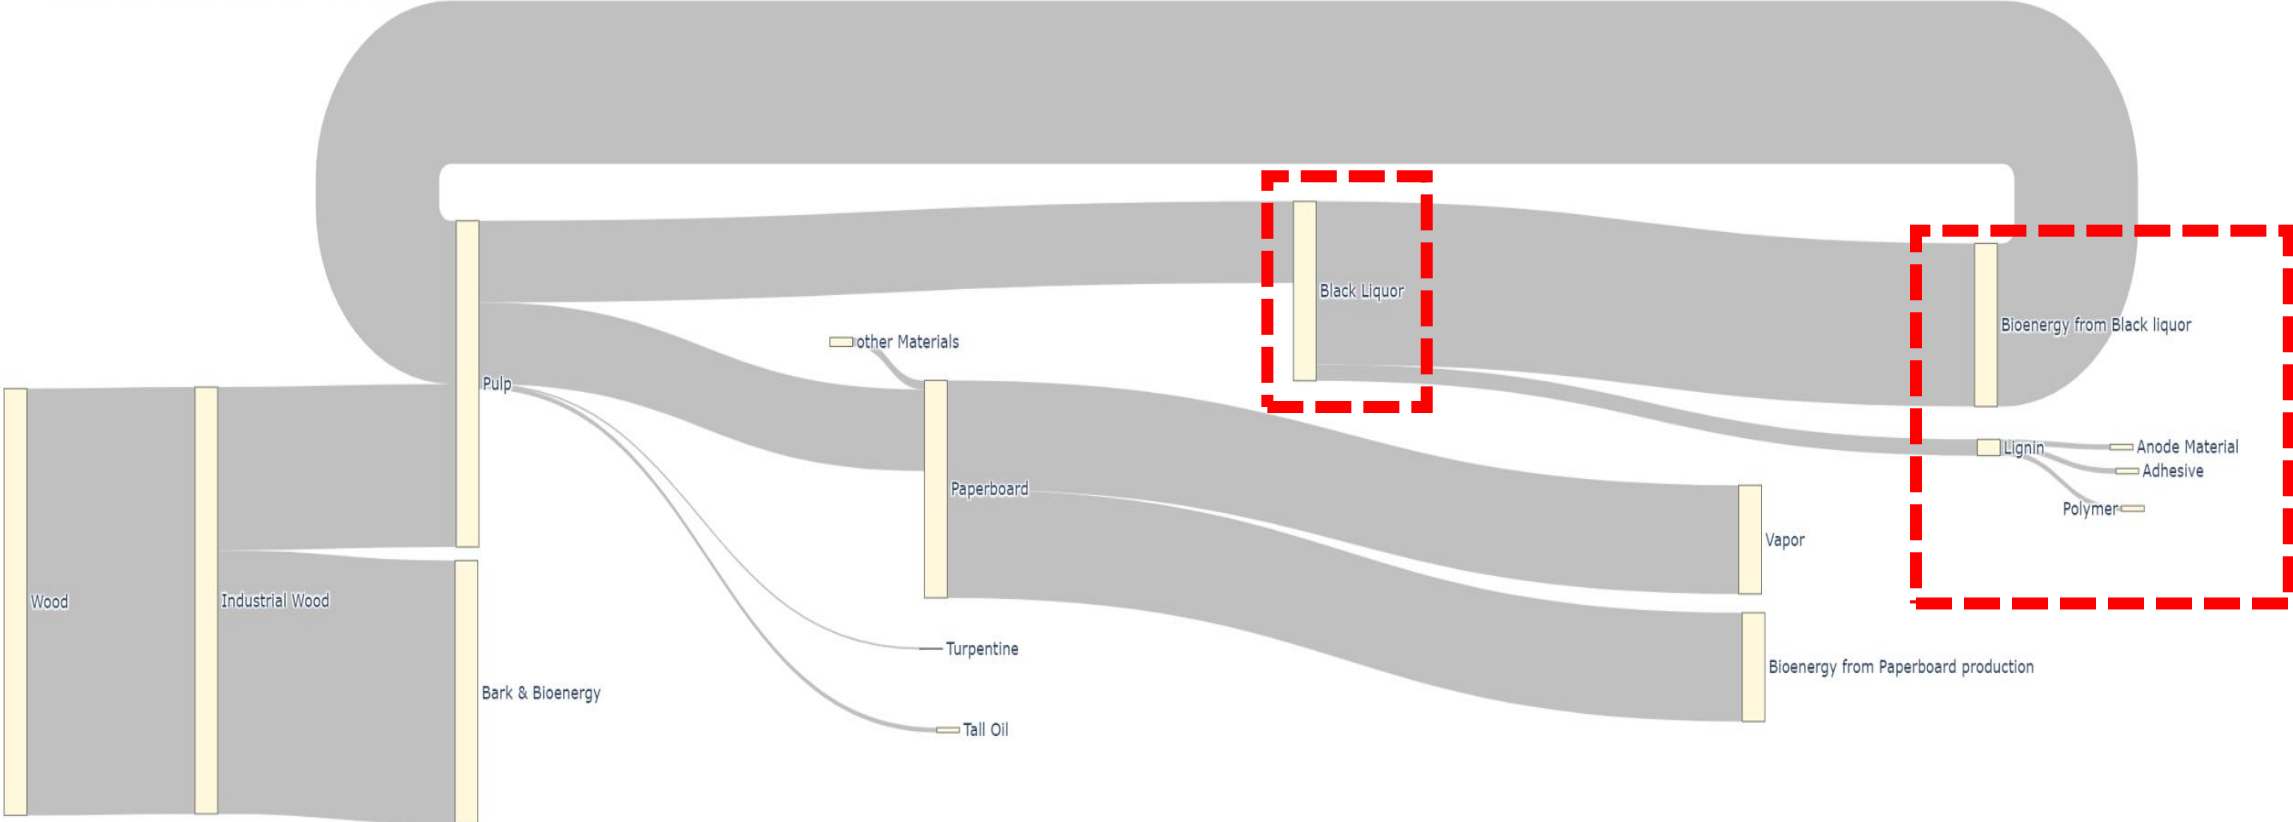 Black Liquor
Bioenergy from Black liquor
other Materials
Pulp
Lignin
Anode Material
Adhesive
Polymer
Paperboard
Vapor
Wood
Industrial Wood
Turpentine
Bioenergy from Paperboard production
Bark & Bioenergy
Tall Oil